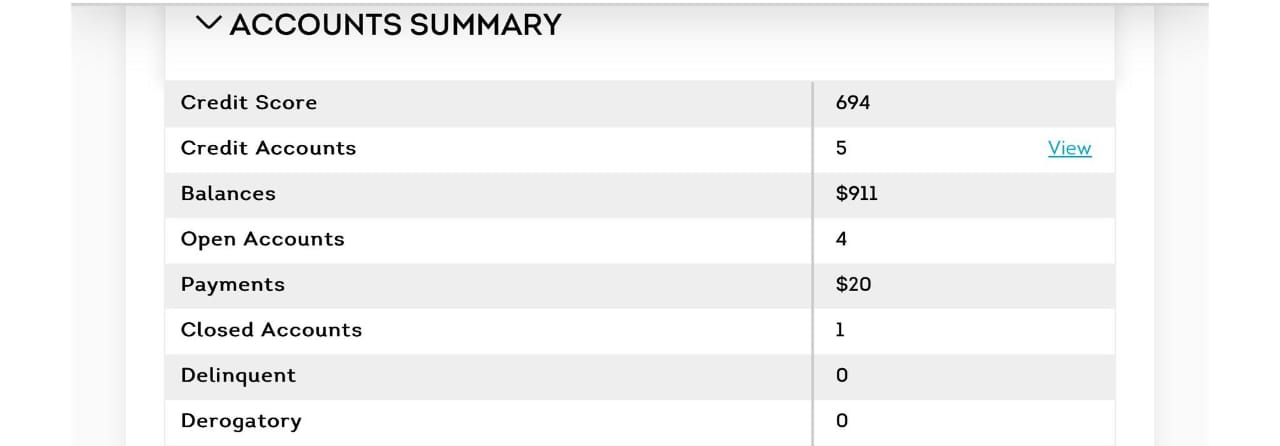 ACCOUNTS SUMMARY
Credit Score 694
Credit Accounts 5 View
Balances $911
Open Accounts 4
Payments $20
Closed Accounts 1
Delinquent 0
Derogatory 0